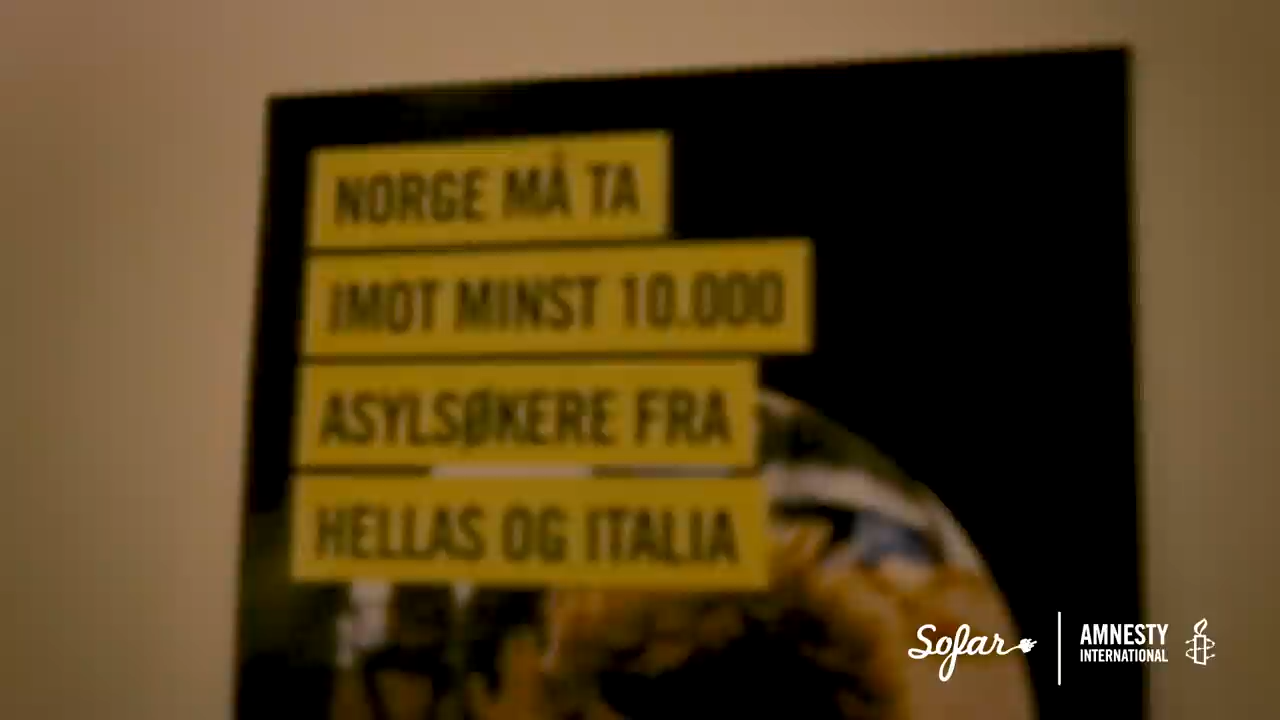 NORGE MÅ TA
IMOT MINST 10.000
ASYLSØKERE FRA
HELLAS OG ITALIA
Sofar
AMNESTY
INTERNATIONAL